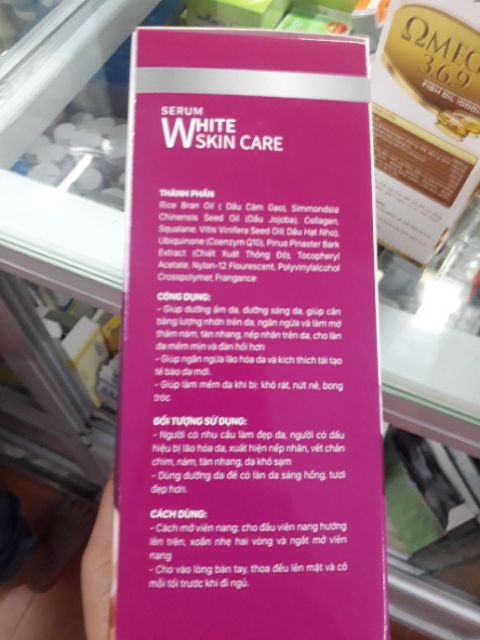 SERUM
WHITE
SKIN CARE
THÀNH PHẦN
Rice Bran Oil ( Dầu Cám Gạo), Simmondsia
Chinensis Seed Oil (Dầu Jojoba), Collagen,
Squalane, Vitis Vinifera Seed Oil( Dầu Hạt Nho),
Ubiquinone (Coenzym Q10), Pinus Pinaster Bark
Extract (Chiết Xuất Thông Đỏ), Tocopheryl
Acetate, Nylon-12 Flourescent, Polyvinylalcohol
Crosspolymer, Frangance
CÔNG DỤNG:
- Giúp dưỡng ẩm da, dưỡng sáng da, giúp cân
bằng lượng nhờn trên da, ngăn ngừa và làm mờ
thâm nám, tàn nhang, nếp nhăn trên da, cho làn
da mềm mịn và đàn hồi hơn
- Giúp ngăn ngừa lão hóa da và kích thích tái tạo
tế bào da mới.
- Giúp làm mềm da khi bị: khô rát, nứt nẻ, bong
tróc
ĐỐI TƯỢNG SỬ DỤNG:
- Người có nhu cầu làm đẹp da, người có dấu
hiệu bị lão hóa da, xuất hiện nếp nhăn, vết chân
chim, nám, tàn nhang, da khô sạm
- Dùng dưỡng da để có làn da sáng hồng, tươi
đẹp hơn.
CÁCH DÙNG:
- Cách mở viên nang: cho đầu viên nang hướng
lên trên, xoắn nhẹ hai vòng và ngắt mở viên
nang
- Cho vào lòng bàn tay, thoa đều lên mặt và cổ
mỗi tối trước khi đi ngủ.
ΩMEG
3.6.9
FISH OIL 1000